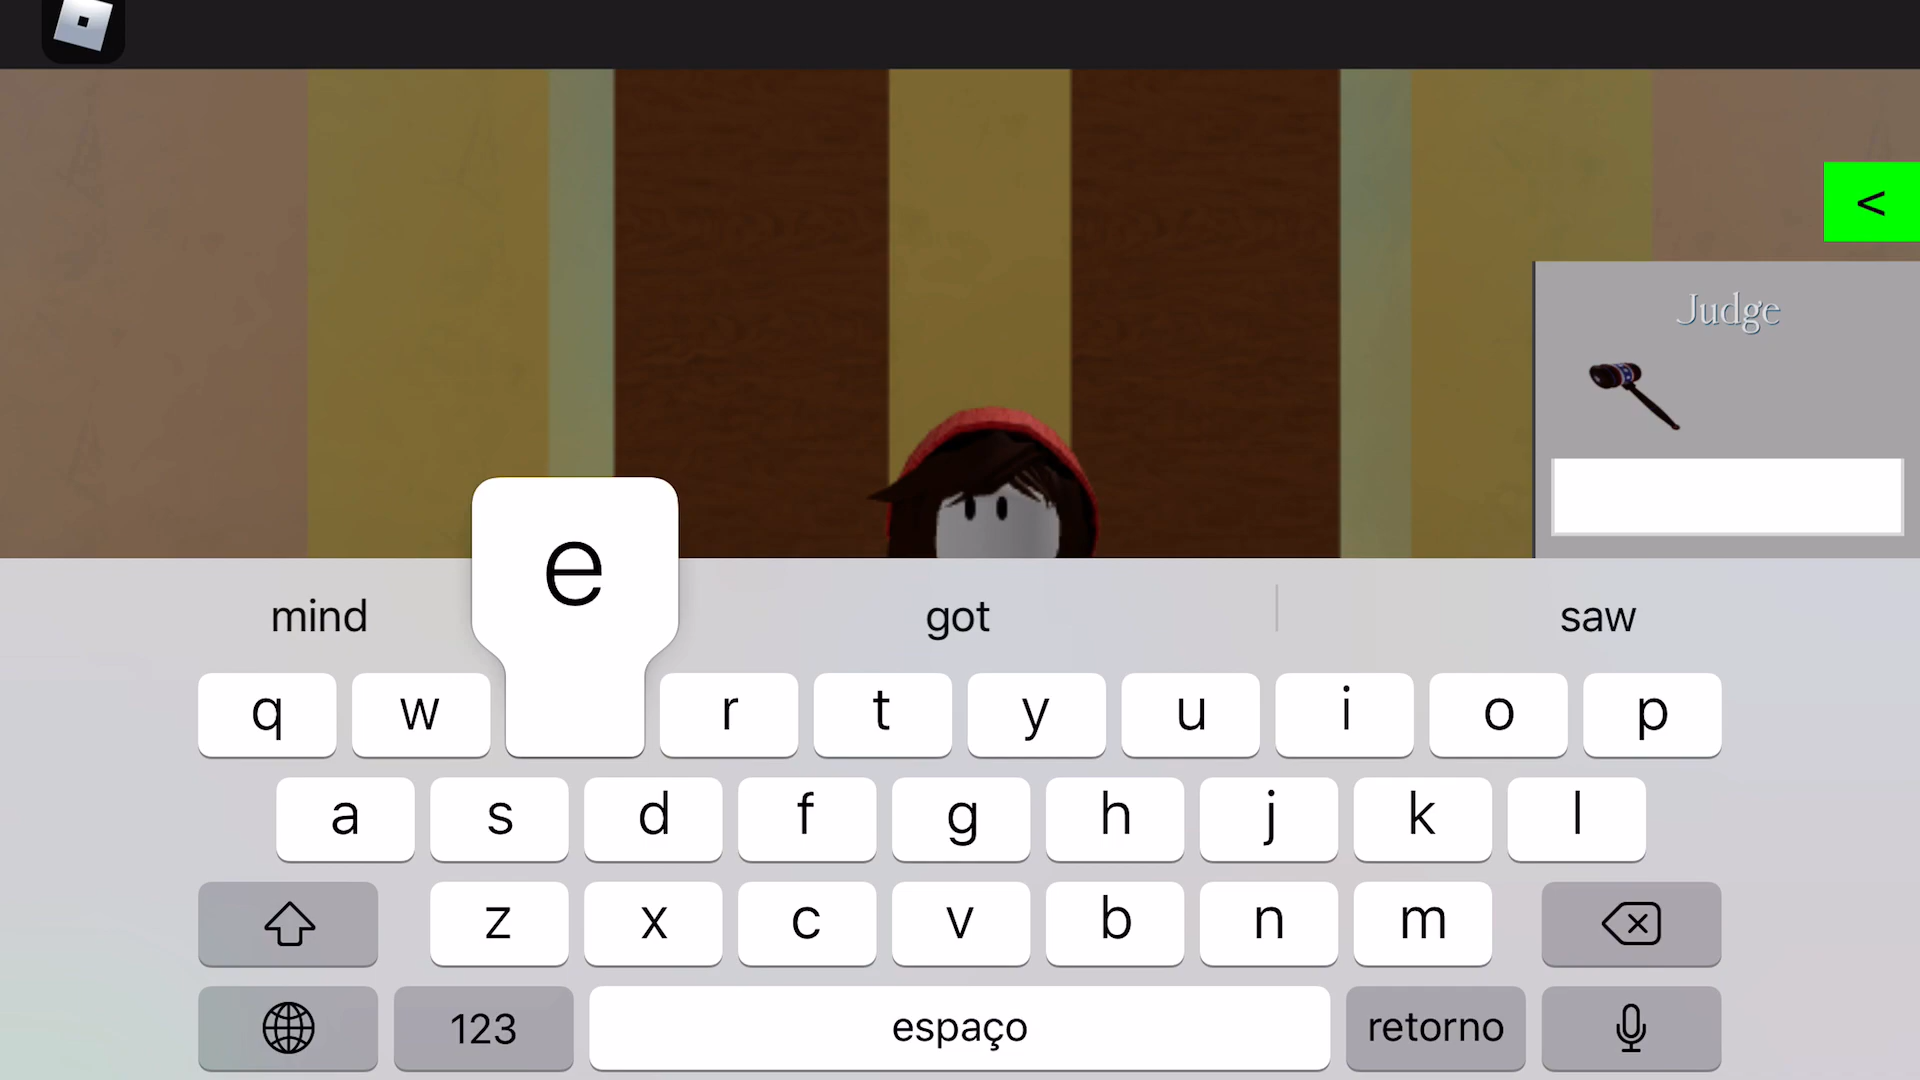 <
Judge
e
mind got saw
q w r t y u i o p
a s d f g h j k l
z x c v b n m
123 espaço retorno